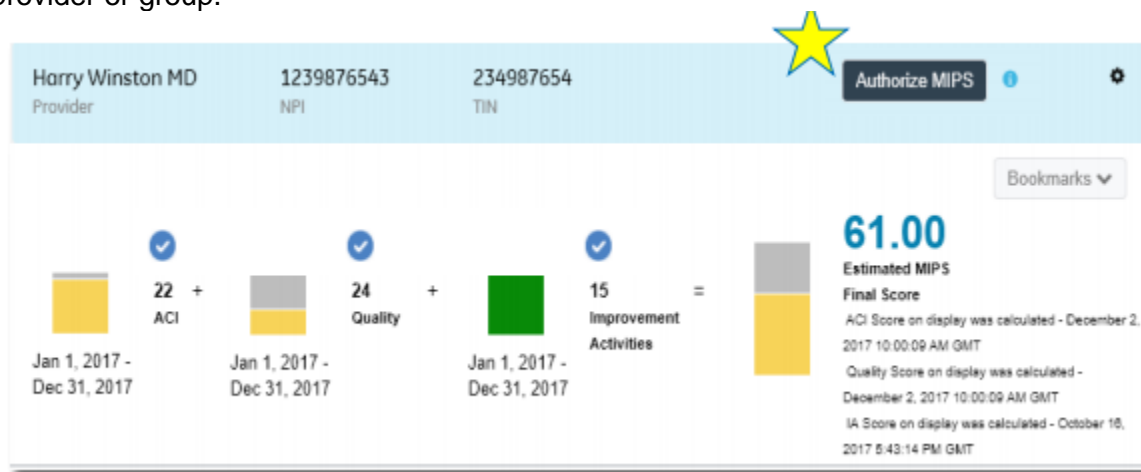 provider or group.
Harry Winston MD 1239876543 234987654 Authorize MIPS
Provider NPI TIN
Bookmarks
61.00
Estimated MIPS
Final Score
22 + 24 + 15 =
ACI Quality Improvement Activities
Jan 1, 2017 - Dec 31, 2017
Jan 1, 2017 - Dec 31, 2017
Jan 1, 2017 - Dec 31, 2017
ACI Score on display was calculated - December 2,
2017 10:00:09 AM GMT
Quality Score on display was calculated -
December 2, 2017 10:00:09 AM GMT
IA Score on display was calculated - October 16,
2017 5:43:14 PM GMT